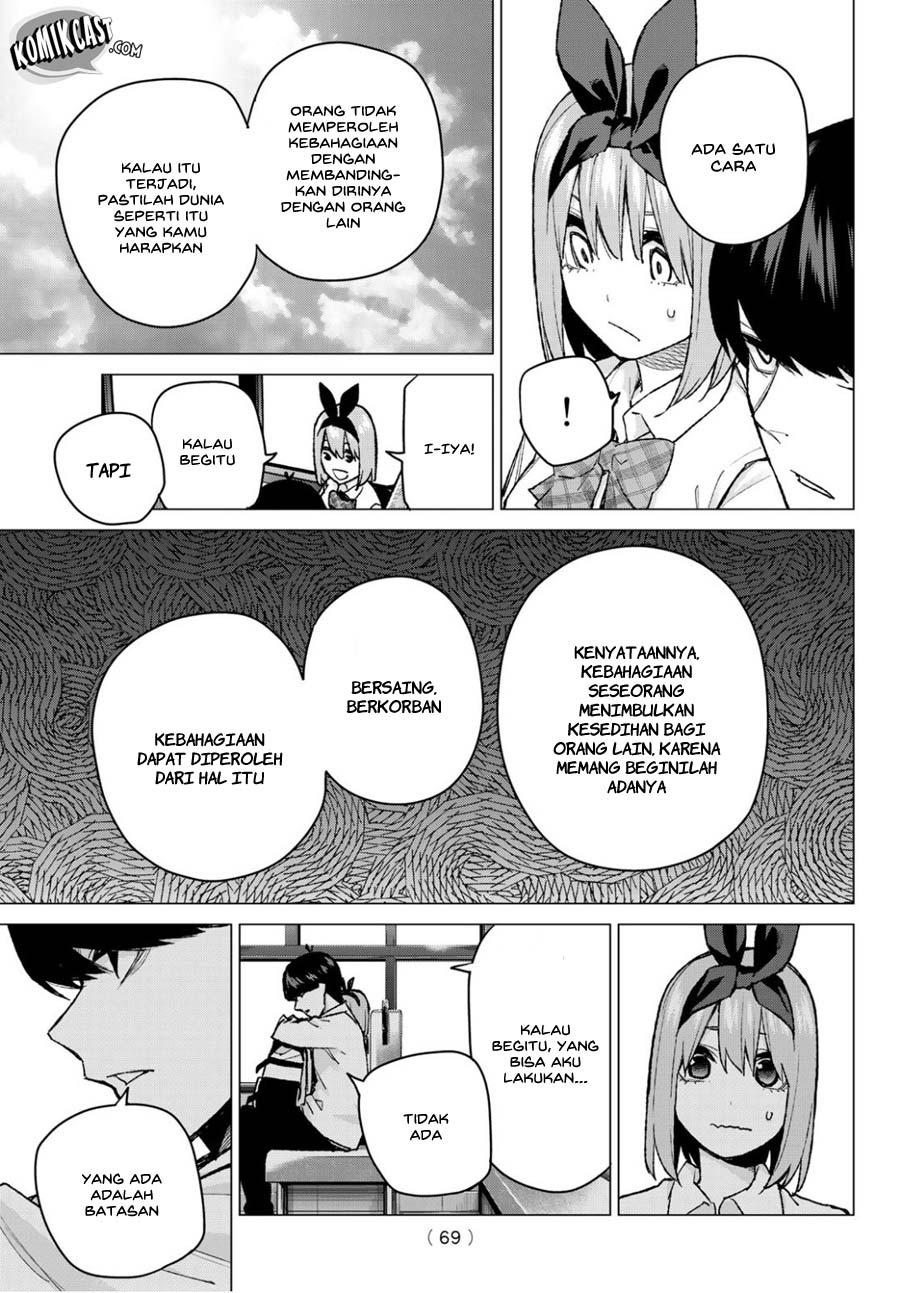 KOMIKCAST
.COM
ADA SATU
CARA
!
ORANG TIDAK
MEMPEROLEH
KEBAHAGIAAN
DENGAN
MEMBANDING-
KAN DIRINYA
DENGAN ORANG
LAIN
KALAU ITU
TERJADI,
PASTILAH DUNIA
SEPERTI ITU
YANG KAMU
HARAPKAN
I-IYA!
KALAU
BEGITU
TAPI
KENYATAANNYA,
KEBAHAGIAAN
SESEORANG
MENIMBULKAN
KESEDIHAN BAGI
ORANG LAIN, KARENA
MEMANG BEGINILAH
ADANYA
BERSAING,
BERKORBAN
KEBAHAGIAAN
DAPAT DIPEROLEH
DARI HAL ITU
KALAU
BEGITU, YANG
BISA AKU
LAKUKAN...
TIDAK
ADA
YANG ADA
ADALAH
BATASAN
( 69 )